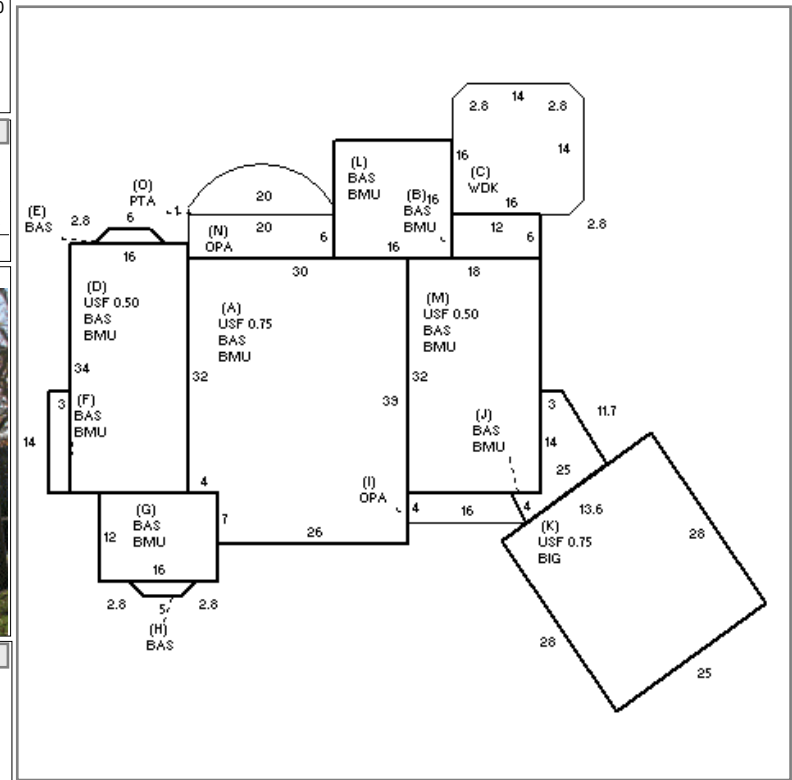 14
2.8
2.8
16
14
(C)
WDK
16
2.8
(L)
BAS
BMU
(B)16
BAS
BMU
16
12
6
(O)
PTA
1
20
(E)
BAS
2.8
6
20
(N)
OPA
6
16
30
18
(D)
USF 0.50
BAS
BMU
(A)
USF 0.75
BAS
BMU
(M)
USF 0.50
BAS
BMU
34
32
39
32
3
(F)
BAS
BMU
14
3
11.7
(J)
BAS
BMU
14
25
4
(I)
OPA
4
16
4
13.6
(G)
BAS
BMU
12
16
7
26
(K)
USF 0.75
BIG
28
28
25
2.8
5
2.8
(H)
BAS